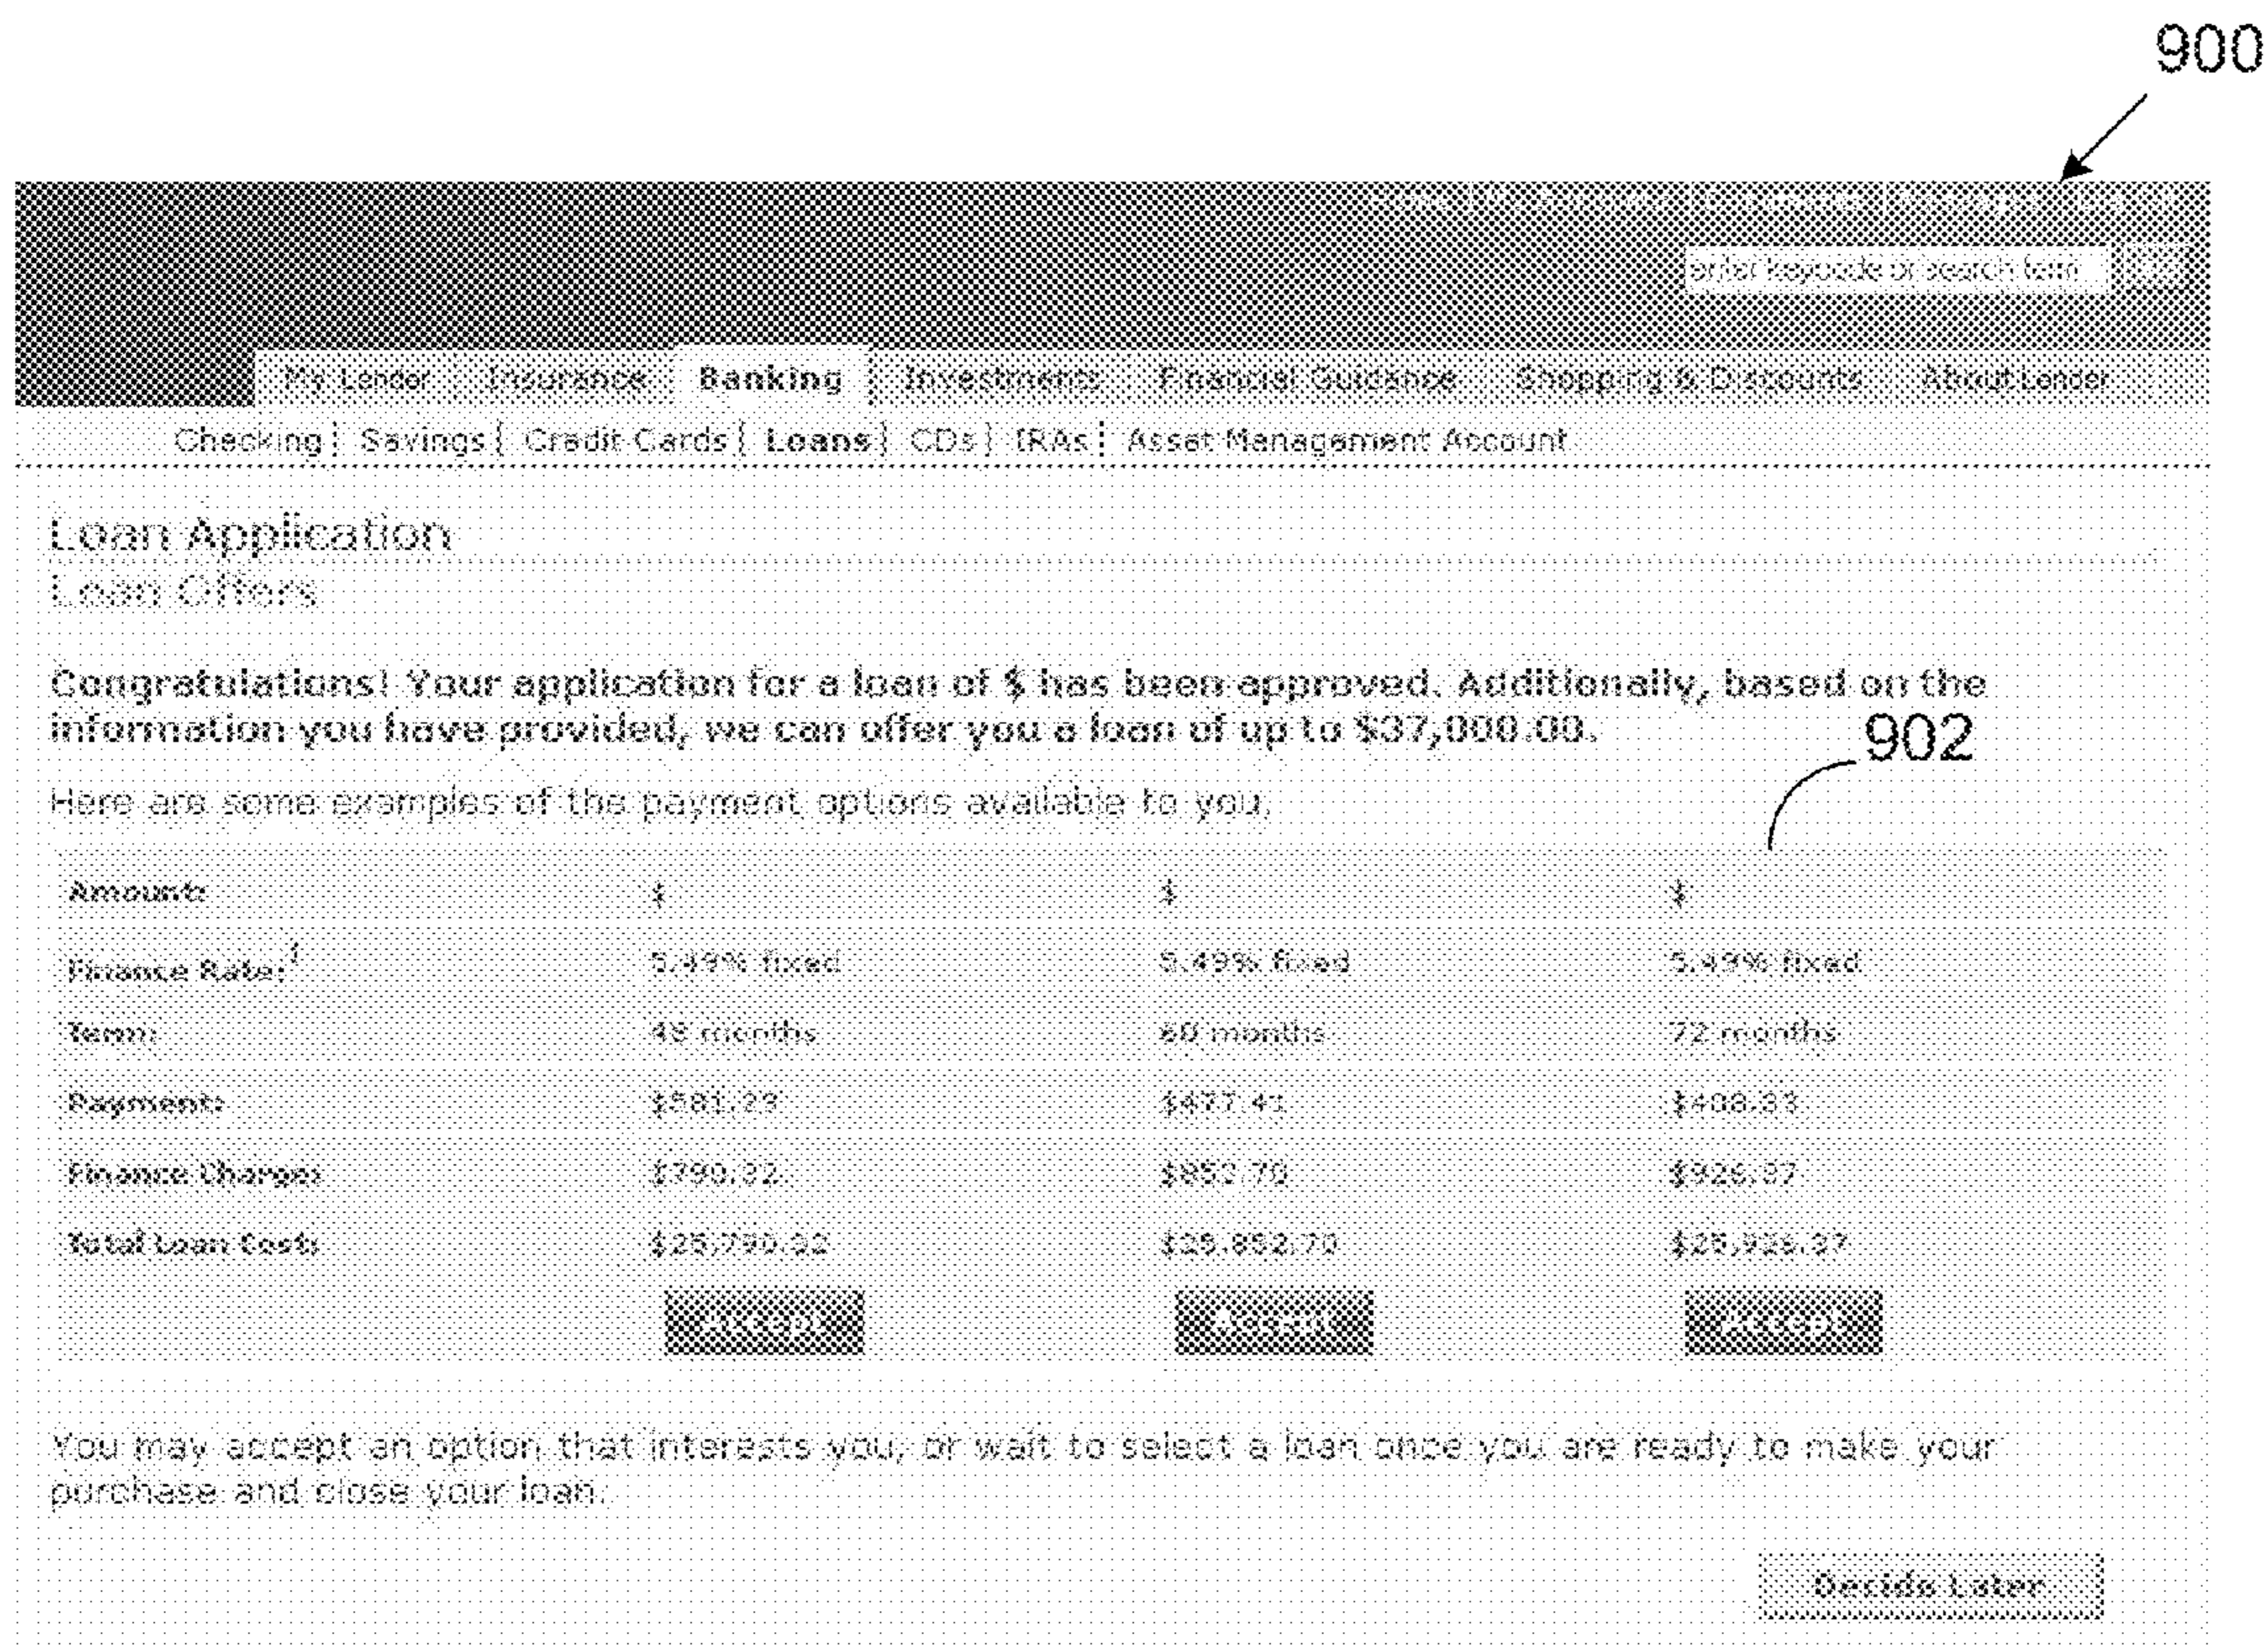 900
enter keycode or search term
My Lender Insurance Banking Investments Financial Guidance Shopping & Discounts About Lender
Checking | Savings | Credit Cards | Loans | CDs | IRAs | Asset Management Account
Loan Application
Loan Offers
Congratulations! Your application for a loan of $ has been approved. Additionally, based on the
information you have provided, we can offer you a loan of up to $37,000.00.
902
Here are some examples of the payment options available to you.
Amount: $ $ $
Finance Rate:1 5.49% fixed 5.49% fixed 5.49% fixed
Term: 48 months 60 months 72 months
Payment: $477.41 $408.33
Finance Charge: $790.32 $852.70 $926.37
Total Loan Cost: $25,790.32 $25,852.70 $25,926.37
Accept Accept Accept
You may accept an option that interests you, or wait to select a loan once you are ready to make your
purchase and close your loan.
Decide Later